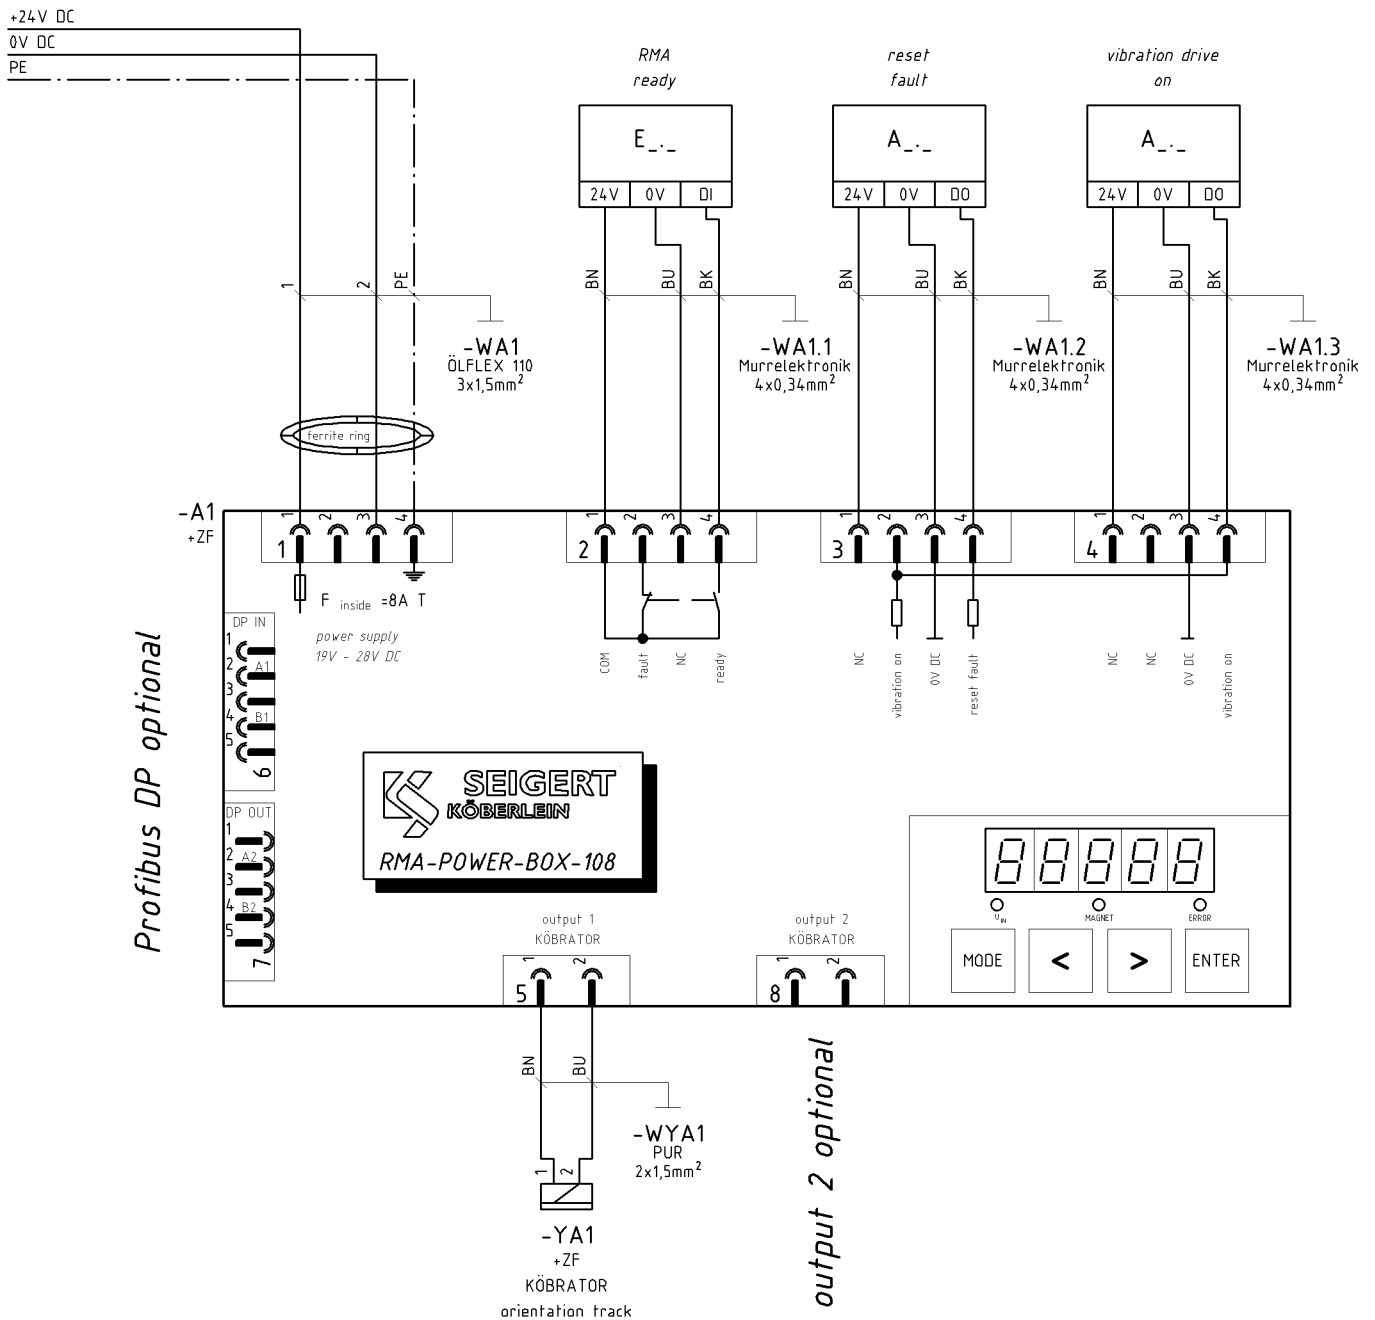 +24V DC
0V DC
PE
RMA
ready
reset
fault
vibration drive
on
E_._
A_._
A_._
24V 0V DI
24V 0V DO
24V 0V DO
1 2 PE
BN BU BK
BN BU BK
BN BU BK
-WA1
ÖLFLEX 110
3x1,5mm²
-WA1.1
Murrelektronik
4x0,34mm²
-WA1.2
Murrelektronik
4x0,34mm²
-WA1.3
Murrelektronik
4x0,34mm²
ferrite ring
-A1
+ZF
1 1 2 3 4
2 1 2 3 4
3 1 2 3 4
4 1 2 3 4
F inside =8A T
power supply
19V - 28V DC
COM fault NC ready
NC vibration on 0V DC reset fault
NC NC 0V DC vibration on
Profibus DP optional
DP IN
1
2 A1
3
4 B1
5
6
DP OUT
1
2 A2
3
4 B2
5
7
SEIGERT
KÖBERLEIN
RMA-POWER-BOX-108
88888
VIN MAGNET ERROR
MODE < > ENTER
output 1
KÖBRATOR
5 1 2
output 2
KÖBRATOR
8 1 2
output 2 optional
BN BU
-WYA1
PUR
2x1,5mm²
1 2
-YA1
+ZF
KÖBRATOR
orientation track